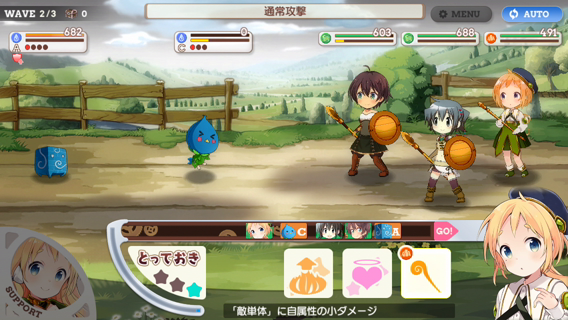 WAVE 2/3 0
通常攻撃
MENU
AUTO
682
A
0
C
603
688
491
C
A
GO!
とっておき
SUPPORT
「敵単体」に自属性の小ダメージ